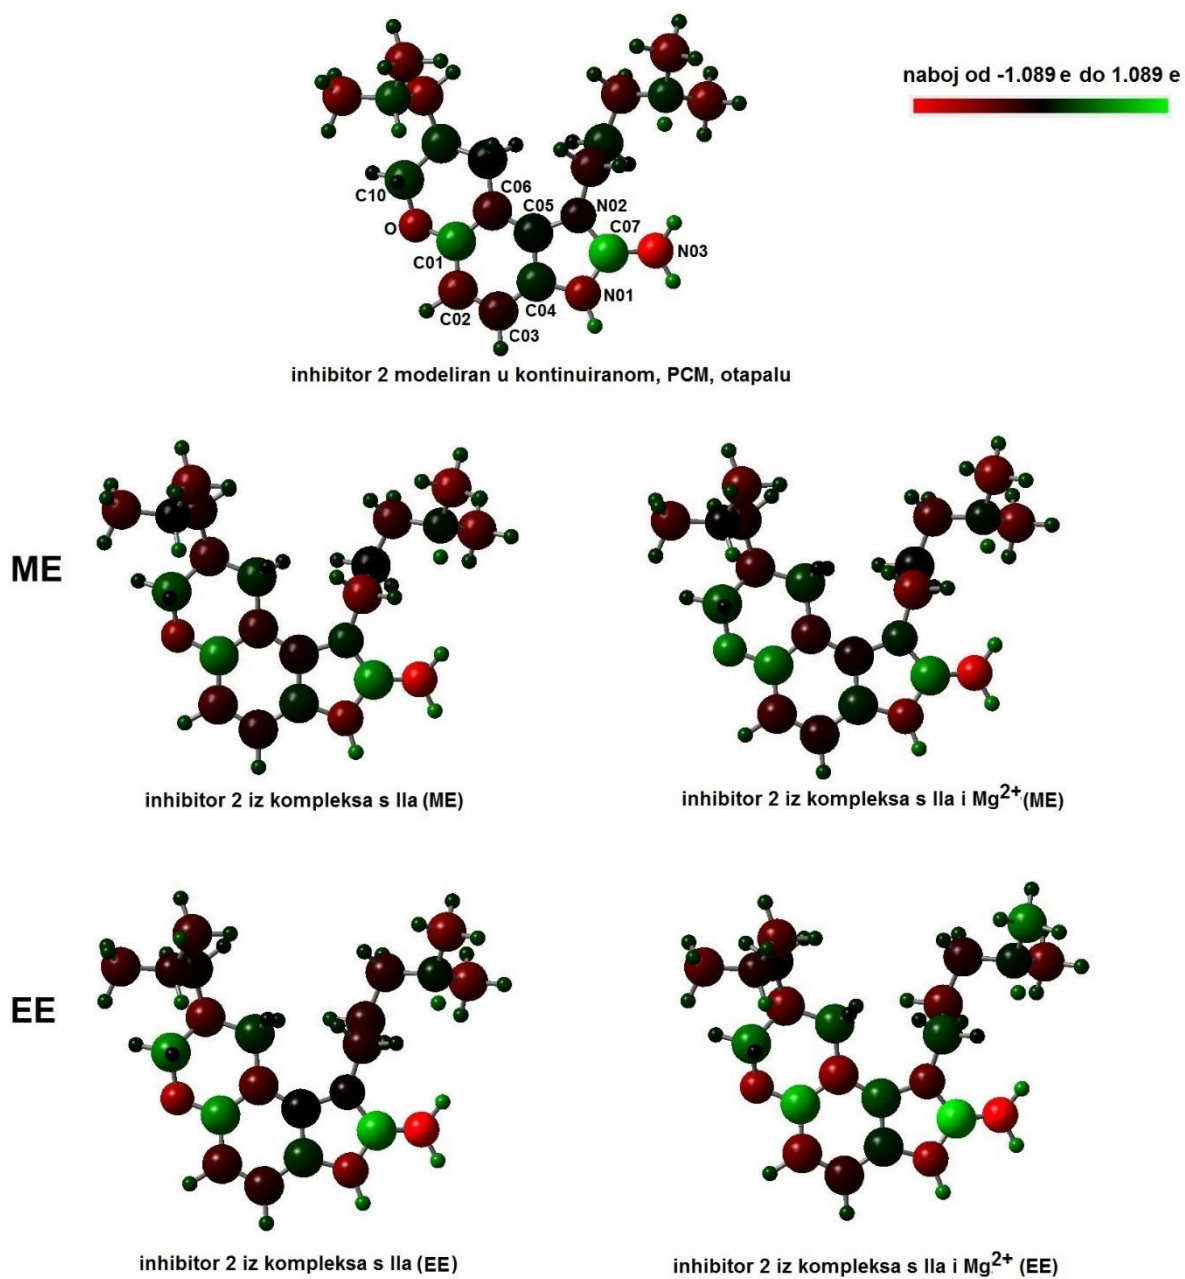 naboj od -1.089 e do 1.089 e
C10
C06
O
C05
N02
C07
C01
N03
N01
C02
C04
C03
inhibitor 2 modeliran u kontinuiranom, PCM, otapalu
ME
inhibitor 2 iz kompleksa s IIa (ME)
inhibitor 2 iz kompleksa s IIa i Mg2+ (ME)
EE
inhibitor 2 iz kompleksa s IIa (EE)
inhibitor 2 iz kompleksa s IIa i Mg2+ (EE)